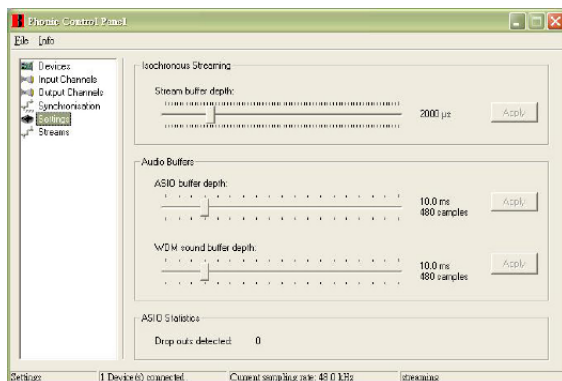 Phonic Control Panel
File Info
Devices
Input Channels
Output Channels
Synchronisation
Settings
Streams
Isochronous Streaming
Stream buffer depth:
2000 µs
Apply
Audio Buffers
ASIO buffer depth:
10.0 ms
480 samples
Apply
WDM sound buffer depth:
10.0 ms
480 samples
Apply
ASIO Statistics
Drop outs detected: 0
Settings 1 Device(s) connected. Current sampling rate: 48.0 kHz streaming